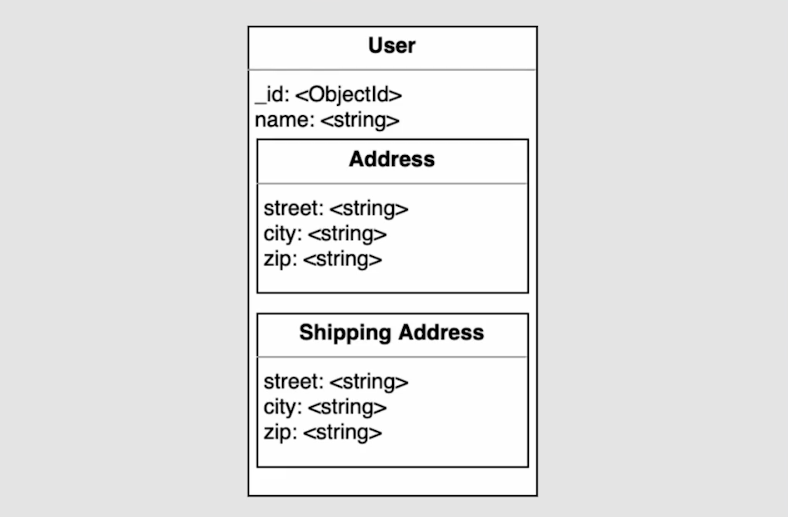 User
_id: <ObjectId>
name: <string>
Address
street: <string>
city: <string>
zip: <string>
Shipping Address
street: <string>
city: <string>
zip: <string>